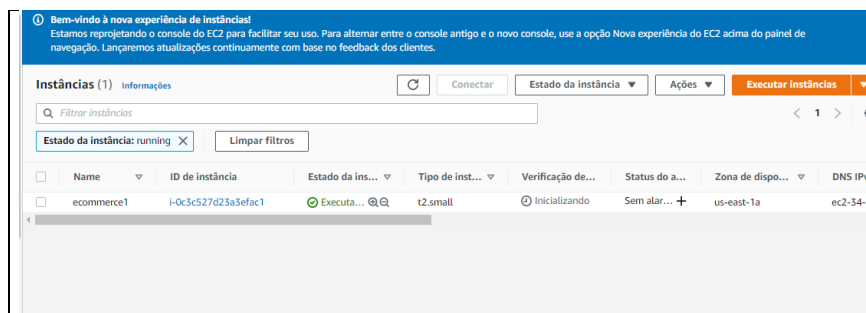 Bem-vindo à nova experiência de instâncias!
Estamos reprojetando o console do EC2 para facilitar seu uso. Para alternar entre o console antigo e o novo console, use a opção Nova experiência do EC2 acima do painel de
navegação. Lançaremos atualizações continuamente com base no feedback dos clientes.
Instâncias (1) Informações Conectar Estado da instância Ações Executar instâncias
Filtrar instâncias 1
Estado da instância: running Limpar filtros
Name ID de instância Estado da ins... Tipo de inst... Verificação de... Status do a... Zona de dispo... DNS IPv
ecommerce1 i-0c3c527d23a3efac1 Executa... t2.small Inicializando Sem alar... us-east-1a ec2-34-